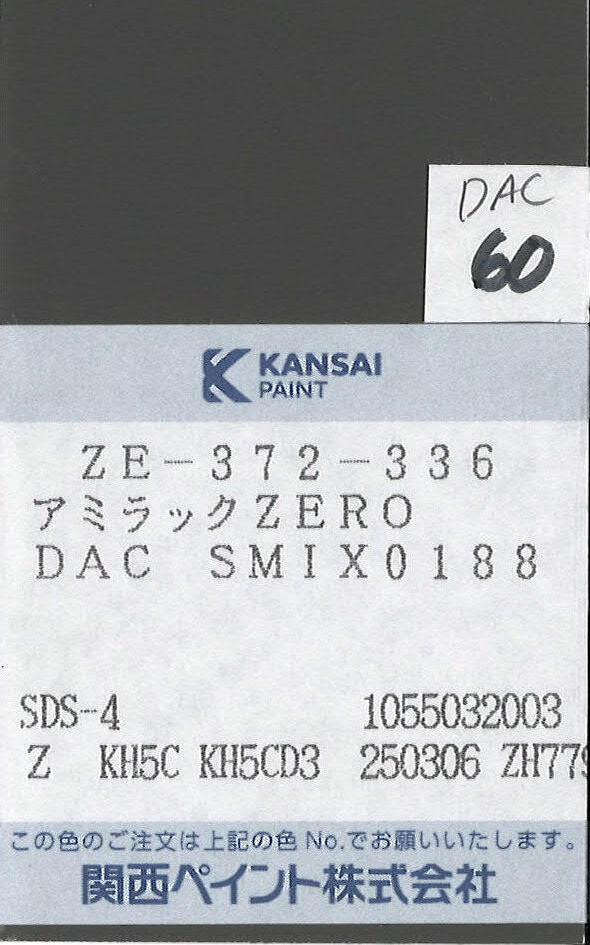 DAC
60
KANSAI
PAINT
ZE-372-336
アミラックZERO
DAC SMIX0188
SDS-4 1055032003
Z KH5C KH5CD3 250306 ZH779
この色のご注文は上記の色No.でお願いいたします。
関西ペイント株式会社